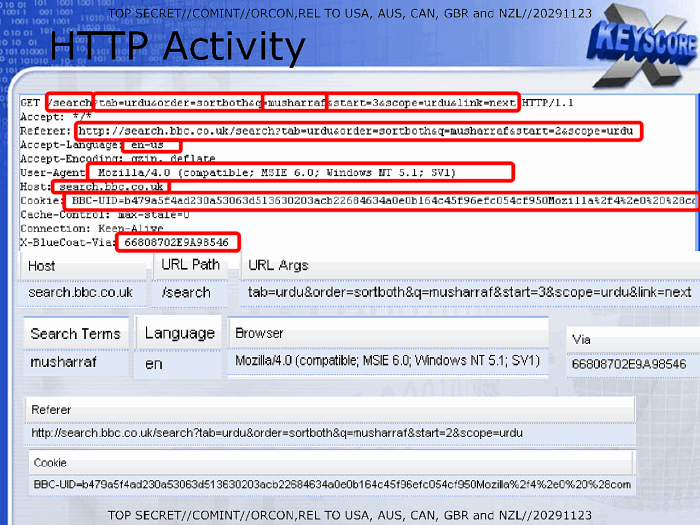 TOP SECRET//COMINT//ORCON,REL TO USA, AUS, CAN, GBR and NZL//20291123
HTTP Activity
X KEYSCORE
GET /search?tab=urdu&order=sortboth&q=musharraf&start=3&scope=urdu&link=next HTTP/1.1
Accept: */*
Referer: http://search.bbc.co.uk/search?tab=urdu&order=sortboth&q=musharraf&start=2&scope=urdu
Accept-Language: en-us
Accept-Encoding: gzip, deflate
User-Agent: Mozilla/4.0 (compatible; MSIE 6.0; Windows NT 5.1; SV1)
Host: search.bbc.co.uk
Cookie: BBC-UID=b479a5f4ad230a53063d513630203acb22684634a0e0b164c45f96efc054cf950Mozilla%2f4%2e0%20%28co
Cache-Control: max-stale=0
Connection: Keep-Alive
X-BlueCoat-Via: 66808702E9A98546
Host URL Path URL Args
search.bbc.co.uk /search tab=urdu&order=sortboth&q=musharraf&start=3&scope=urdu&link=next
Search Terms Language Browser Via
musharraf en Mozilla/4.0 (compatible; MSIE 6.0; Windows NT 5.1; SV1) 66808702E9A98546
Referer
http://search.bbc.co.uk/search?tab=urdu&order=sortboth&q=musharraf&start=2&scope=urdu
Cookie
BBC-UID=b479a5f4ad230a53063d513630203acb22684634a0e0b164c45f96efc054cf950Mozilla%2f4%2e0%20%28com
TOP SECRET//COMINT//ORCON,REL TO USA, AUS, CAN, GBR and NZL//20291123